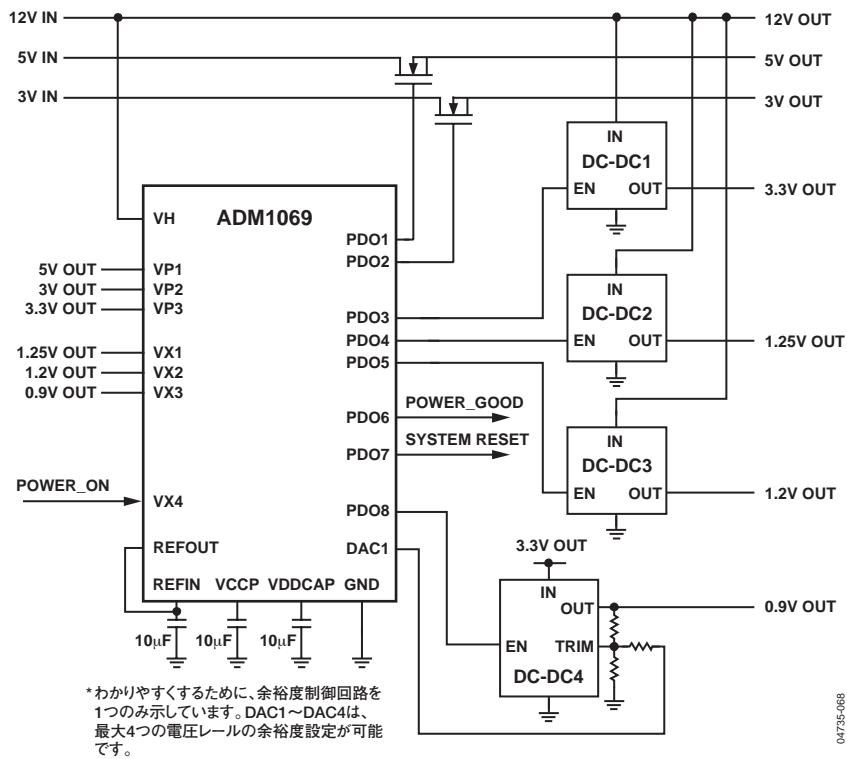 12V IN
12V OUT
5V IN
5V OUT
3V IN
3V OUT
IN
DC-DC1
EN OUT
3.3V OUT
ADM1069
VH
PDO1
PDO2
5V OUT
VP1
3V OUT
VP2
3.3V OUT
VP3
PDO3
PDO4
PDO5
IN
DC-DC2
EN OUT
1.25V OUT
1.25V OUT
VX1
1.2V OUT
VX2
0.9V OUT
VX3
PDO6
POWER_GOOD
PDO7
SYSTEM RESET
IN
DC-DC3
EN OUT
1.2V OUT
POWER_ON
VX4
PDO8
REFOUT
DAC1
REFIN VCCP VDDCAP GND
10μF 10μF 10μF
3.3V OUT
IN
OUT
0.9V OUT
EN TRIM
DC-DC4
*わかりやすくするために、余裕度制御回路を
1つのみ示しています。DAC1～DAC4は、
最大4つの電圧レールの余裕度設定が可能
です。
04735-068